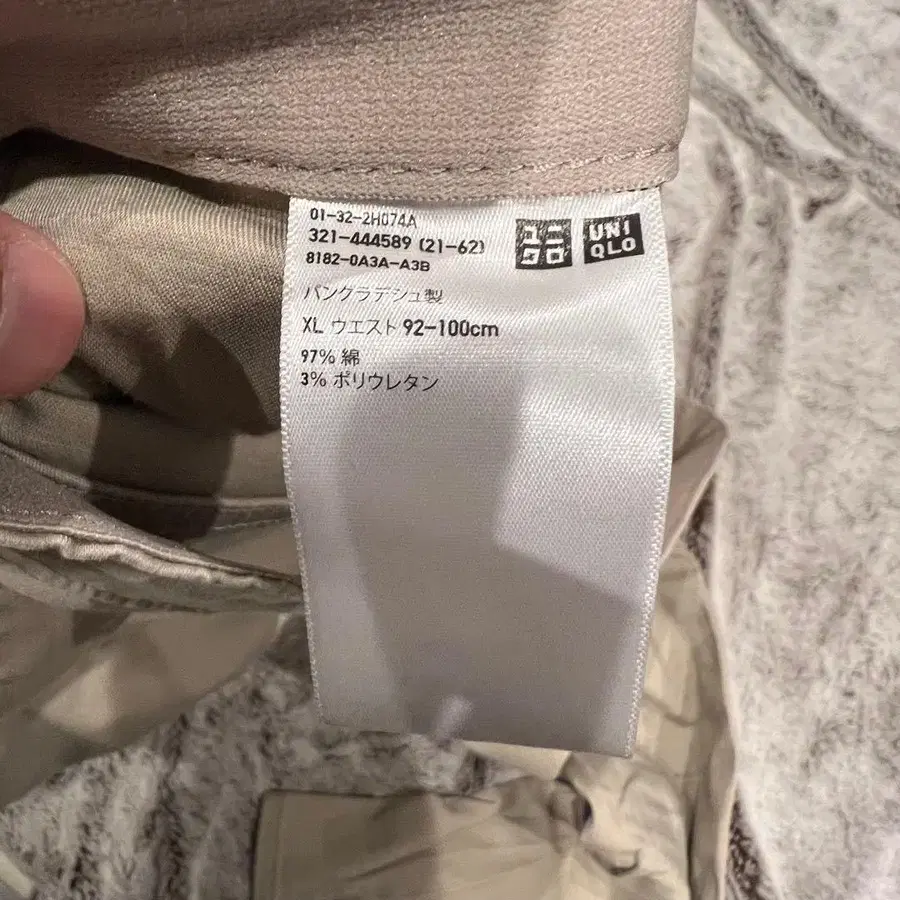 01-32-2H074A
321-444589 (21-62)
8182-0A3A-A3B
ユニ
クロ
UNI
QLO
バングラデシュ製
XL ウエスト 92-100cm
97% 綿
3% ポリウレタン